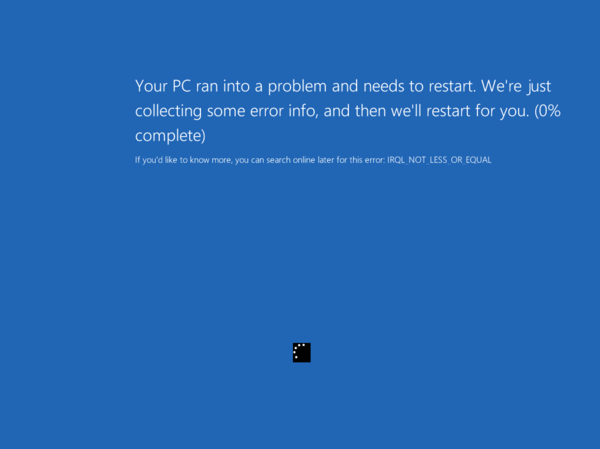 Your PC ran into a problem and needs to restart. We're just
collecting some error info, and then we'll restart for you. (0%
complete)
If you'd like to know more, you can search online later for this error: IRQL_NOT_LESS_OR_EQUAL